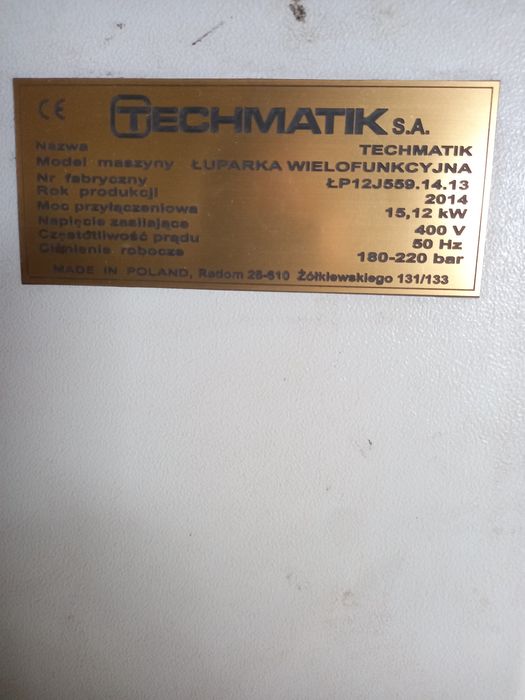 CE TECHMATIK S.A.
Nazwa TECHMATIK
Model maszyny ŁUPARKA WIELOFUNKCYJNA
Nr fabryczny ŁP12J559.14.13
Rok produkcji 2014
Moc przyłączeniowa 15,12 kW
Napięcie zasilające 400 V
Częstotliwość prądu 50 Hz
Ciśnienie robocze 180-220 bar
MADE IN POLAND, Radom 26-610 Żółkiewskiego 131/133